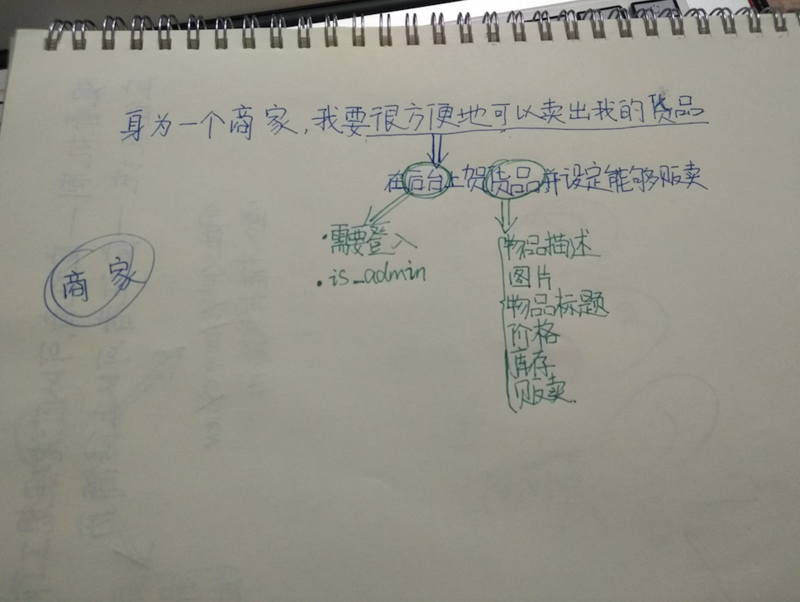 身为一个商家,我要很方便地可以卖出我的货品
在后台上架货品并设定能够贩卖
·需要登入
·is_admin
商家
物品描述
图片
物品标题
价格
库存
贩卖